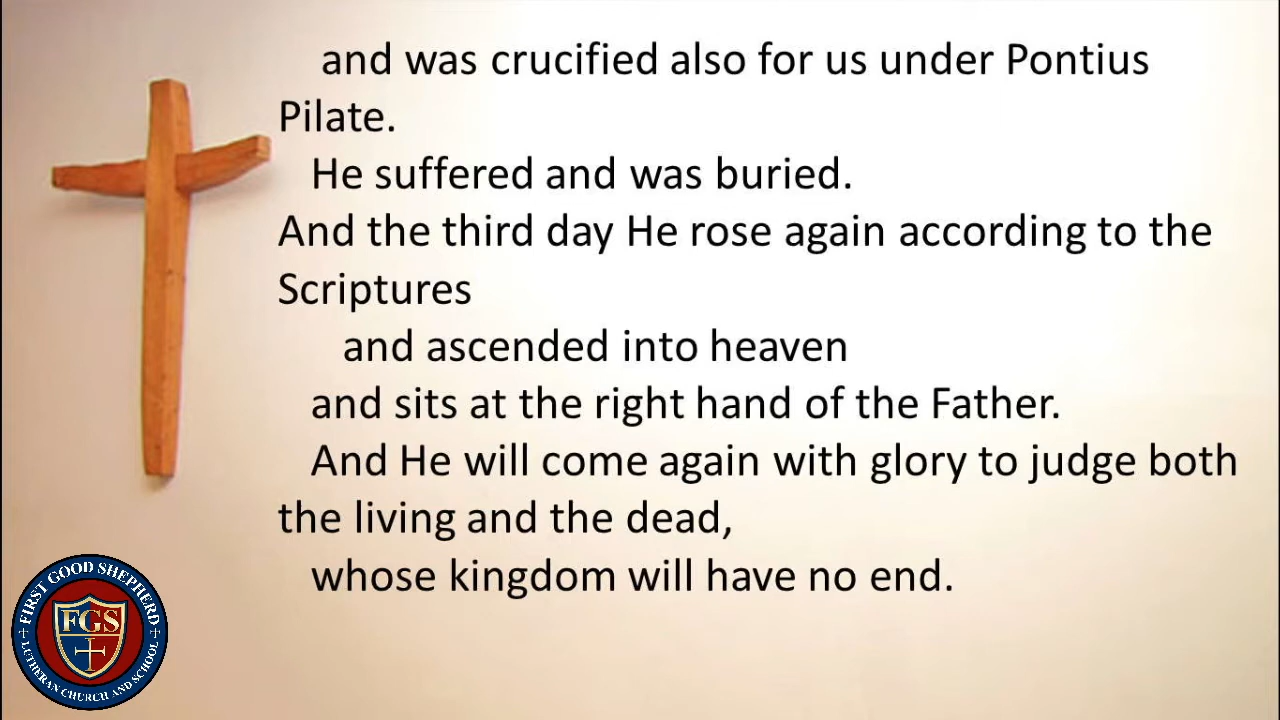 and was crucified also for us under Pontius
Pilate.
He suffered and was buried.
And the third day He rose again according to the
Scriptures
and ascended into heaven
and sits at the right hand of the Father.
And He will come again with glory to judge both
the living and the dead,
whose kingdom will have no end.
FIRST GOOD SHEPHERD
FGS
LUTHERAN CHURCH AND SCHOOL